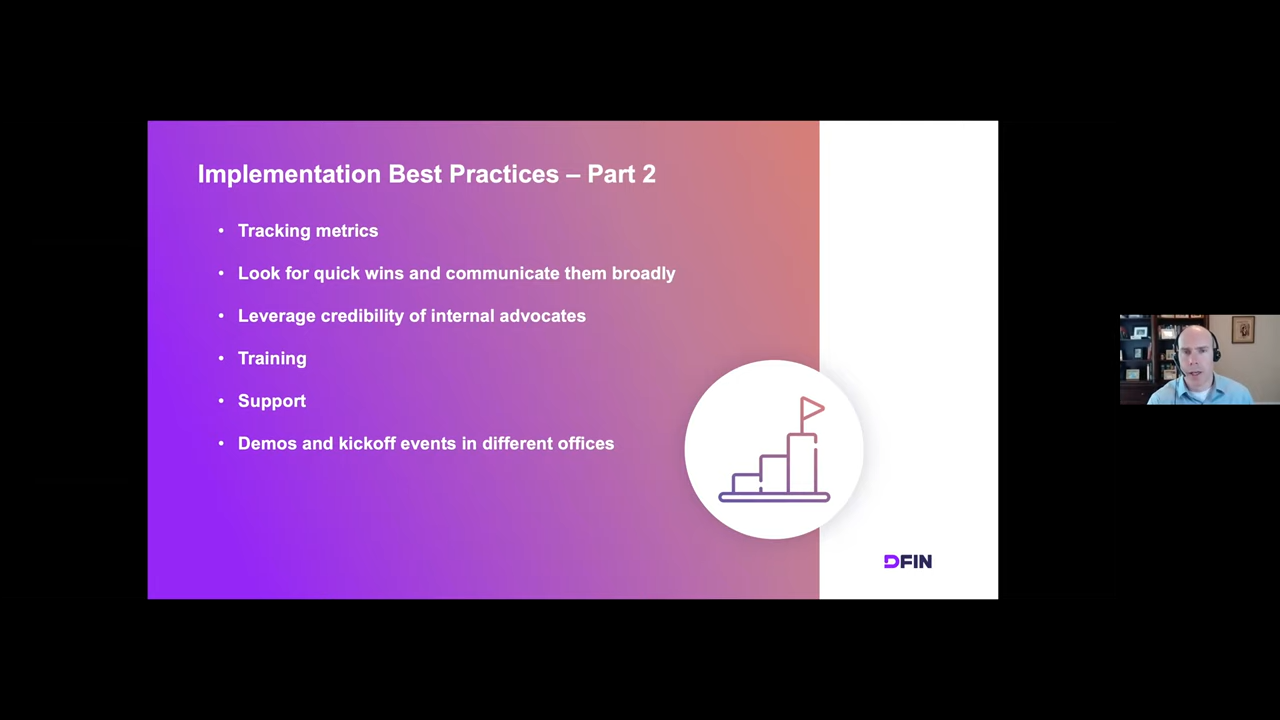 Implementation Best Practices – Part 2
• Tracking metrics
• Look for quick wins and communicate them broadly
• Leverage credibility of internal advocates
• Training
• Support
• Demos and kickoff events in different offices
DFIN